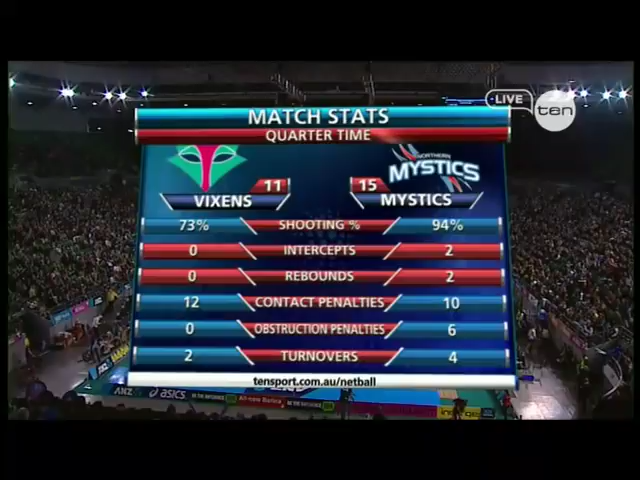 LIVE
ten
MATCH STATS
QUARTER TIME
NORTHERN
MYSTICS
11 15
VIXENS MYSTICS
73% SHOOTING % 94%
0 INTERCEPTS 2
0 REBOUNDS 2
12 CONTACT PENALTIES 10
0 OBSTRUCTION PENALTIES 6
2 TURNOVERS 4
tensport.com.au/netball
ANZ asics